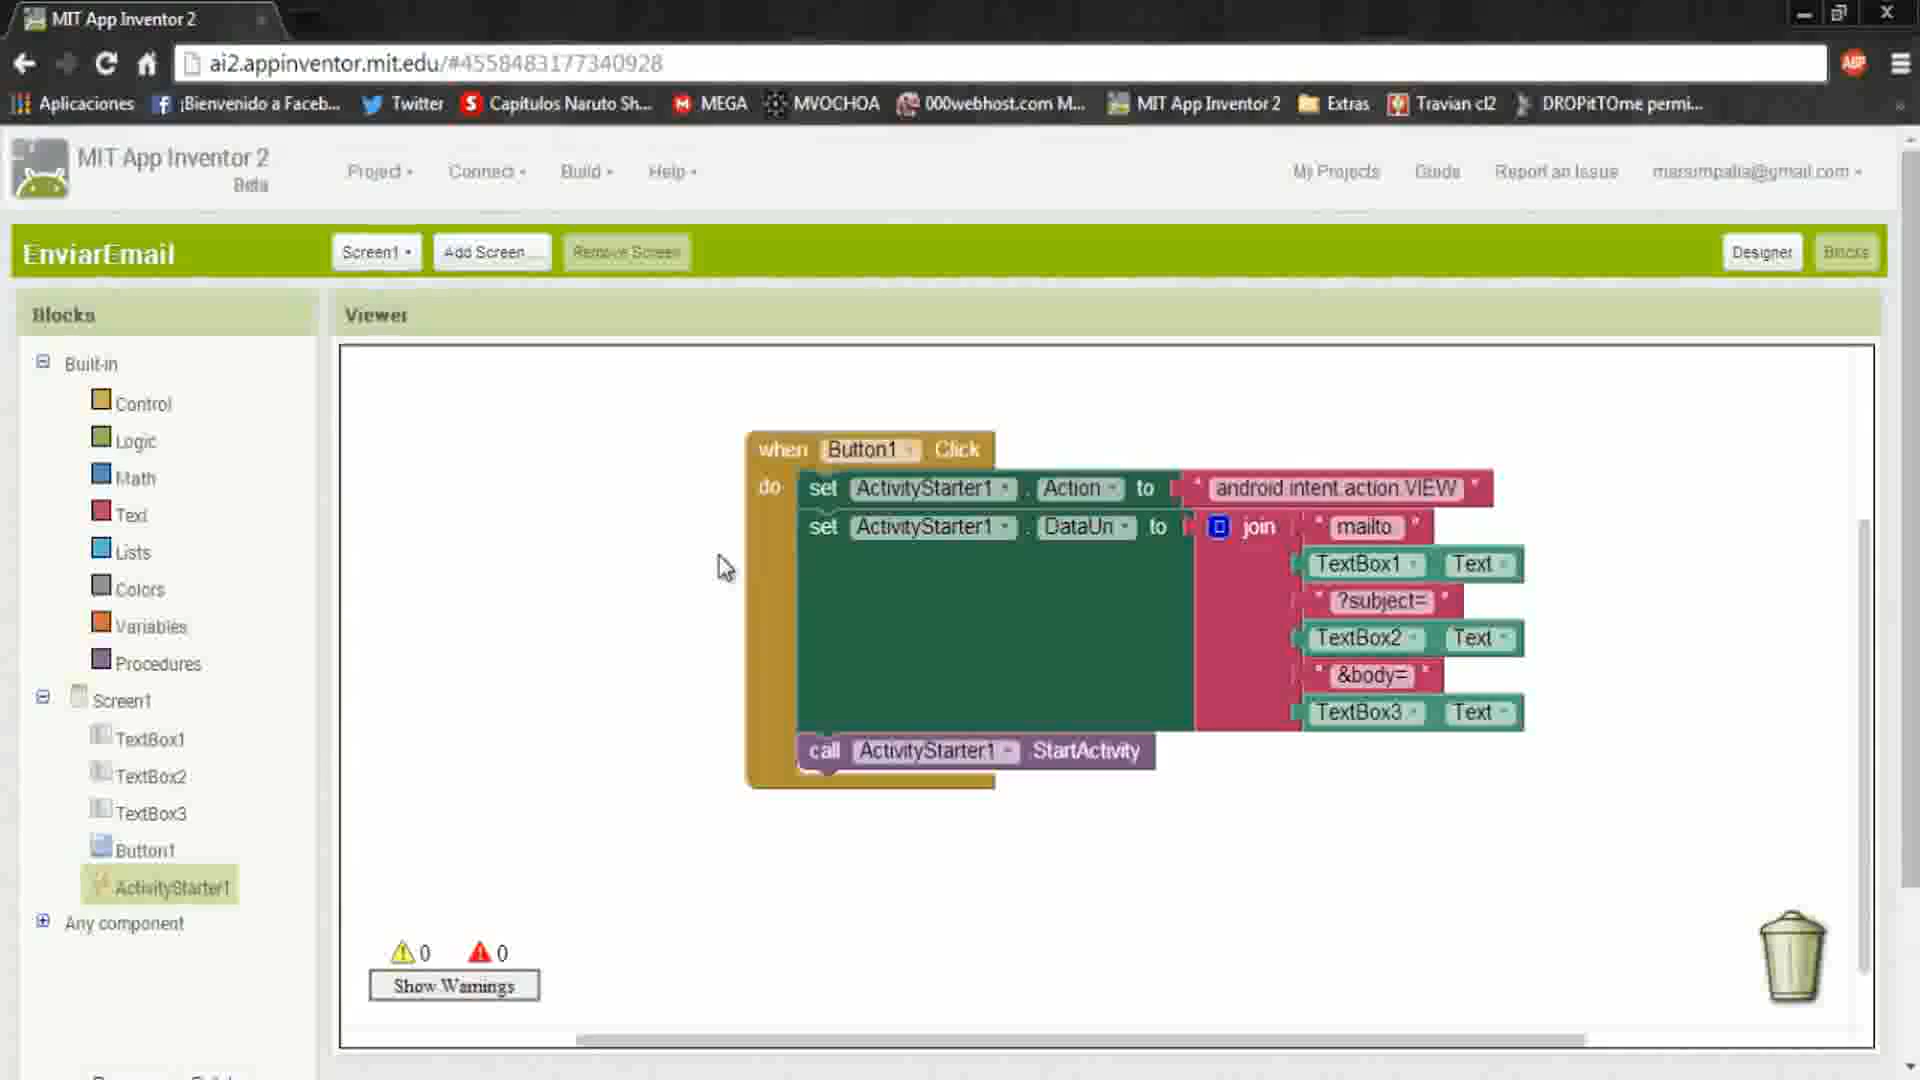 MIT App Inventor 2
ai2.appinventor.mit.edu/#4558483177340928
Aplicaciones ¡Bienvenido a Faceb... Twitter Capitulos Naruto Sh... MEGA MVOCHOA 000webhost.com M... MIT App Inventor 2 Extras Travian cl2 DROPitTOme permi... »
MIT App Inventor 2
Beta
Project Connect Build Help My Projects Guide Report an Issue marsimpalia@gmail.com
EnviarEmail Screen1 Add Screen ... Remove Screen Designer Blocks
Blocks
Viewer
Built-in
Control
Logic
Math
Text
Lists
Colors
Variables
Procedures
Screen1
TextBox1
TextBox2
TextBox3
Button1
ActivityStarter1
Any component
when Button1 . Click
do set ActivityStarter1 . Action to " android.intent.action.VIEW "
set ActivityStarter1 . DataUri to join " mailto: "
TextBox1 . Text
" ?subject= "
TextBox2 . Text
" &body= "
TextBox3 . Text
call ActivityStarter1 .StartActivity
0 0
Show Warnings
ABP